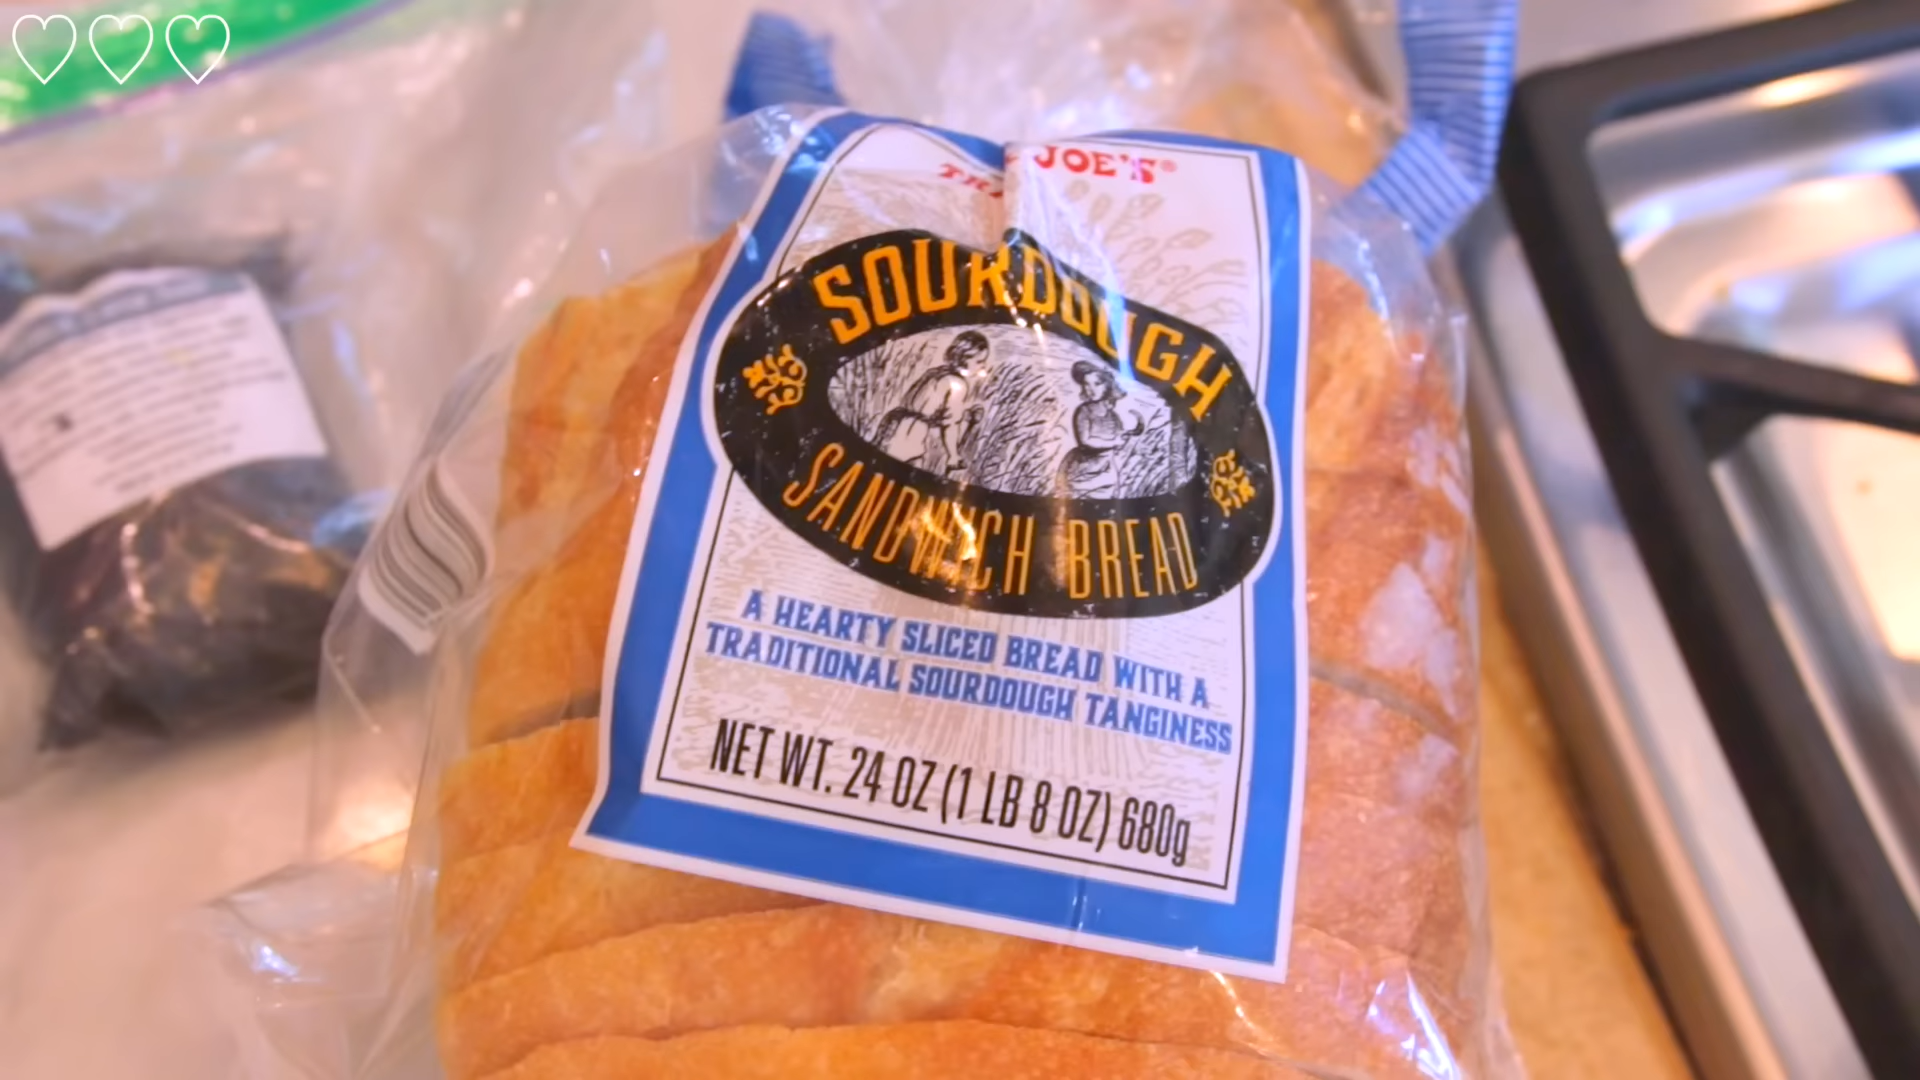 JOE'S®
SOURDOUGH
SANDWICH BREAD
A HEARTY SLICED BREAD WITH A
TRADITIONAL SOURDOUGH TANGINESS
NET WT. 24 OZ (1 LB 8 OZ) 680g